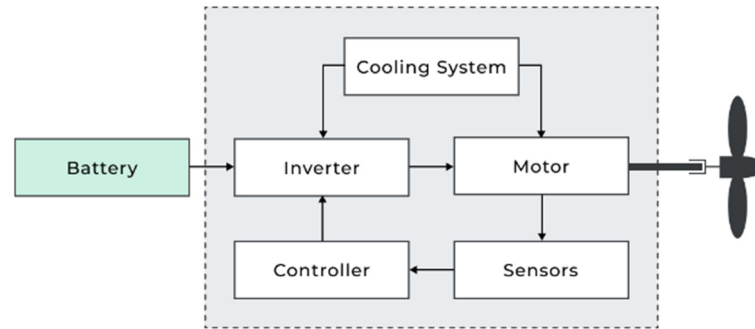 Cooling System
Battery
Inverter
Motor
Controller
Sensors